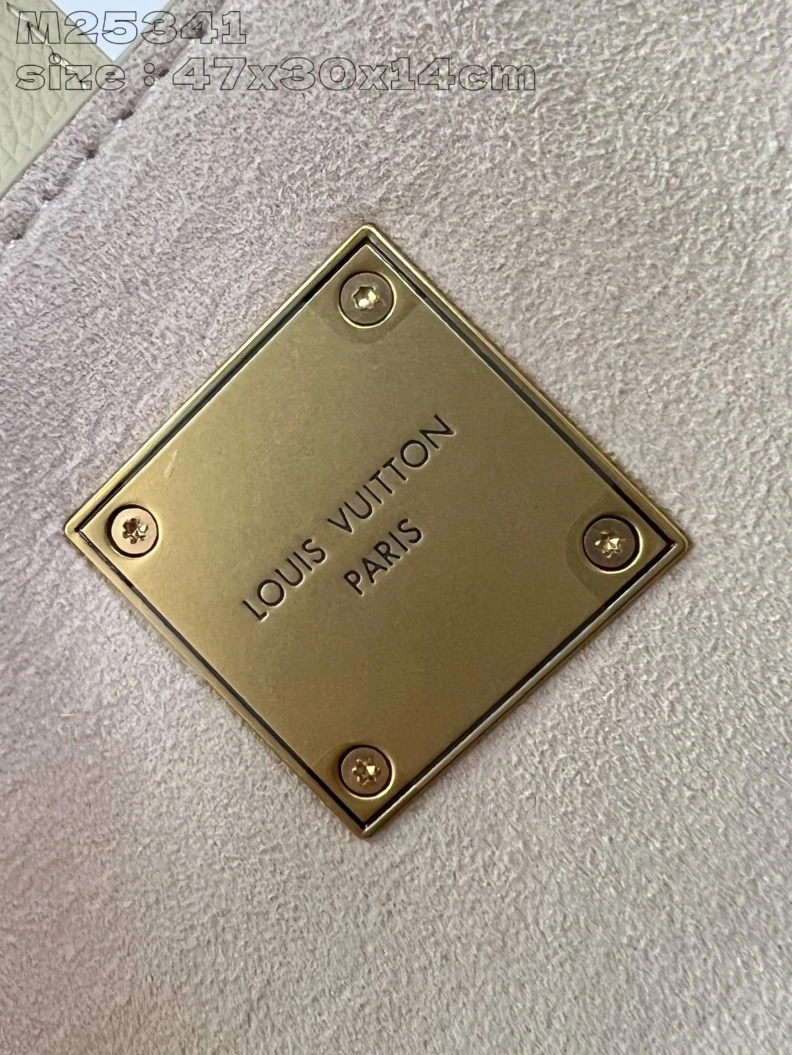 M25341
size : 47x30x14cm
LOUIS VUITTON
PARIS